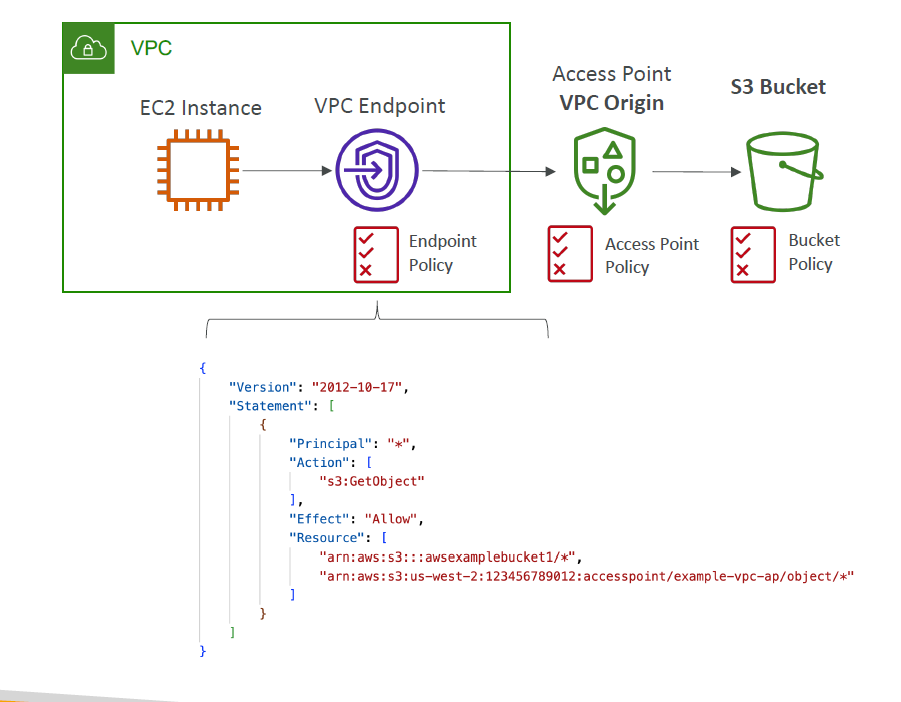 VPC
EC2 Instance
VPC Endpoint
Access Point
VPC Origin
S3 Bucket
Endpoint
Policy
Access Point
Policy
Bucket
Policy
{
"Version": "2012-10-17",
"Statement": [
{
"Principal": "*",
"Action": [
"s3:GetObject"
],
"Effect": "Allow",
"Resource": [
"arn:aws:s3:::awsexamplebucket1/*",
"arn:aws:s3:us-west-2:123456789012:accesspoint/example-vpc-ap/object/*"
]
}
]
}